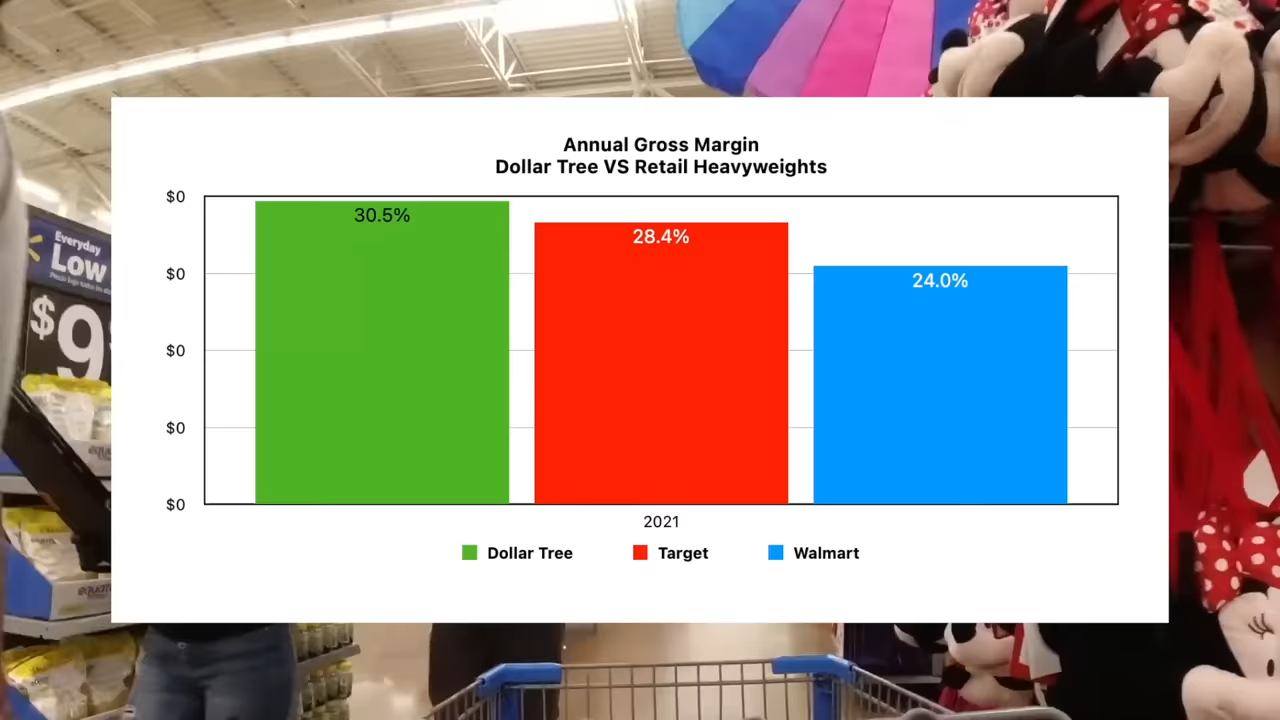 Annual Gross Margin
Dollar Tree VS Retail Heavyweights
$0
$0
$0
$0
$0
30.5%
28.4%
24.0%
2021
Dollar Tree
Target
Walmart
Everyday
Low
$9